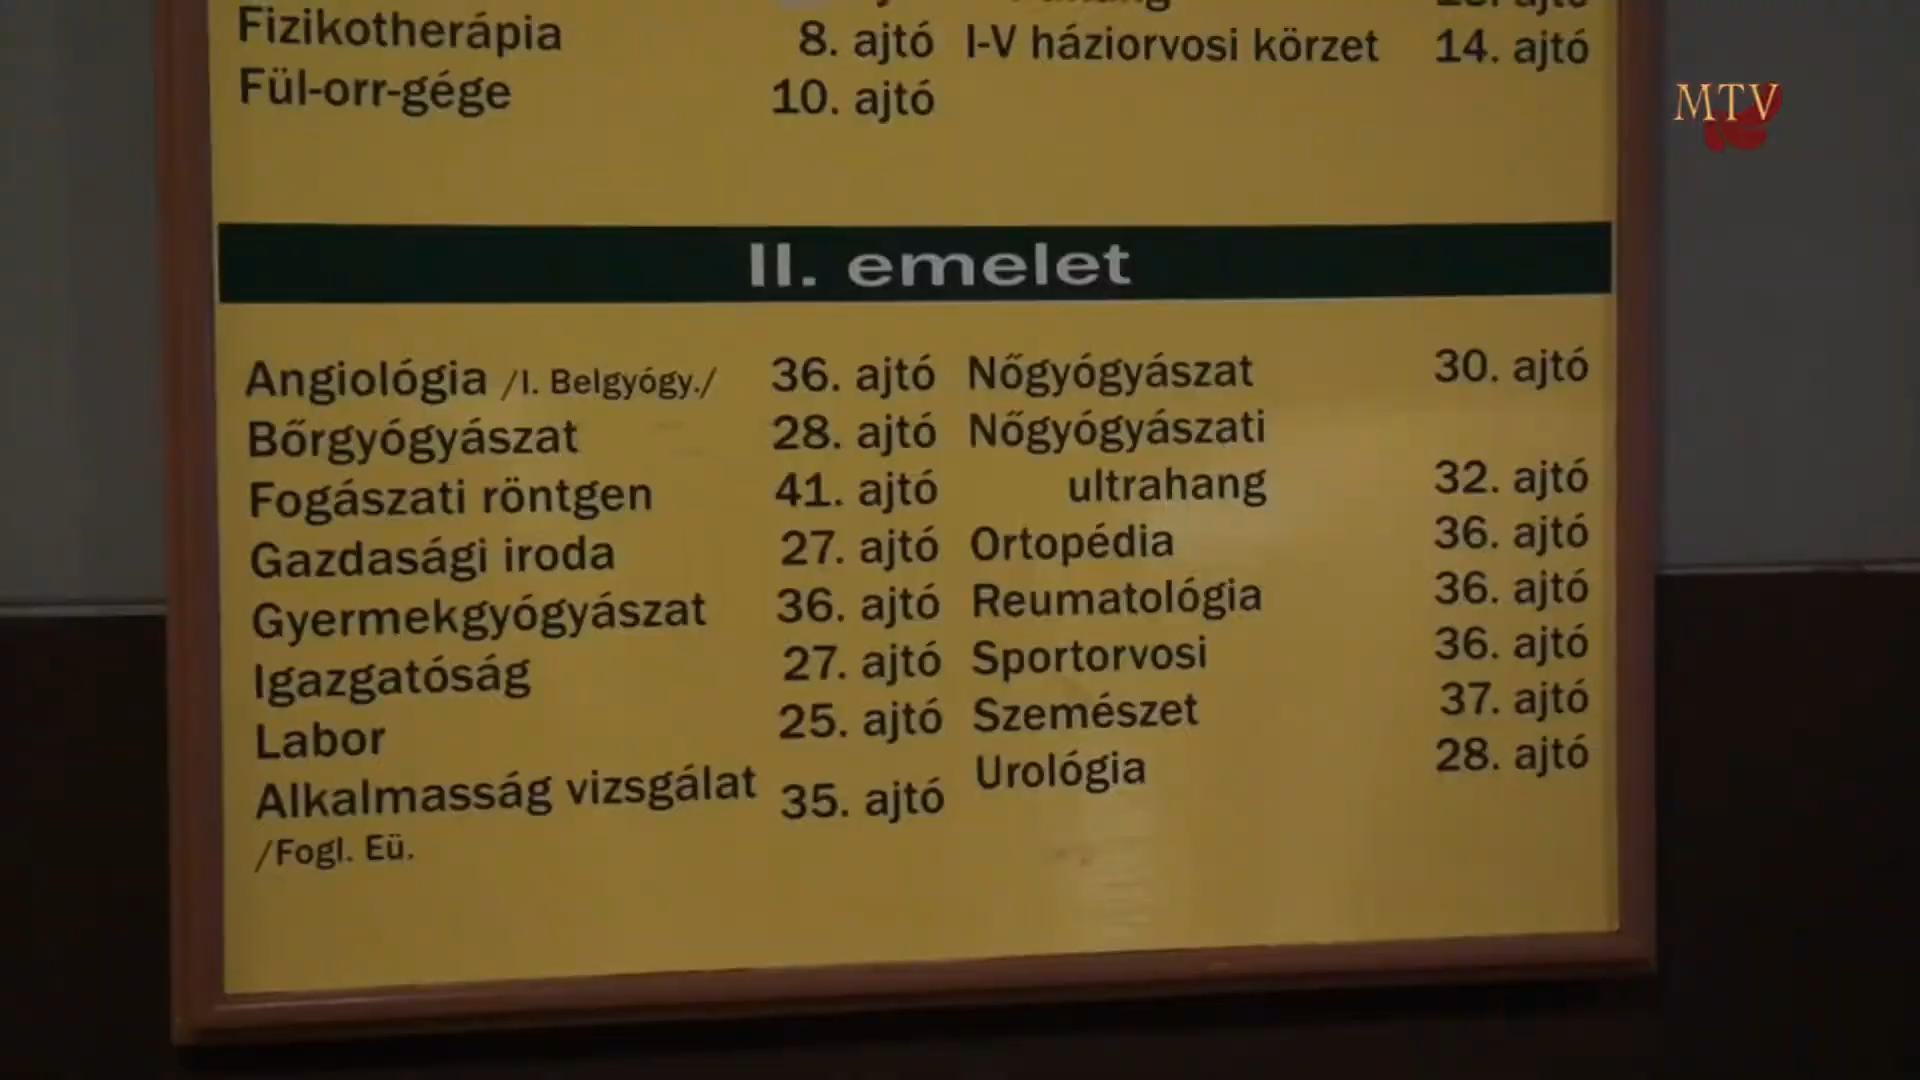 Fizikotherápia 8. ajtó
Fül-orr-gége 10. ajtó
I-V háziorvosi körzet 14. ajtó
MTV
II. emelet
Angiológia /I. Belgyógy./ 36. ajtó
Bőrgyógyászat 28. ajtó
Fogászati röntgen 41. ajtó
Gazdasági iroda 27. ajtó
Gyermekgyógyászat 36. ajtó
Igazgatóság 27. ajtó
Labor 25. ajtó
Alkalmasság vizsgálat 35. ajtó
/Fogl. Eü.
Nőgyógyászat 30. ajtó
Nőgyógyászati
ultrahang 32. ajtó
Ortopédia 36. ajtó
Reumatológia 36. ajtó
Sportorvosi 36. ajtó
Szemészet 37. ajtó
Urológia 28. ajtó